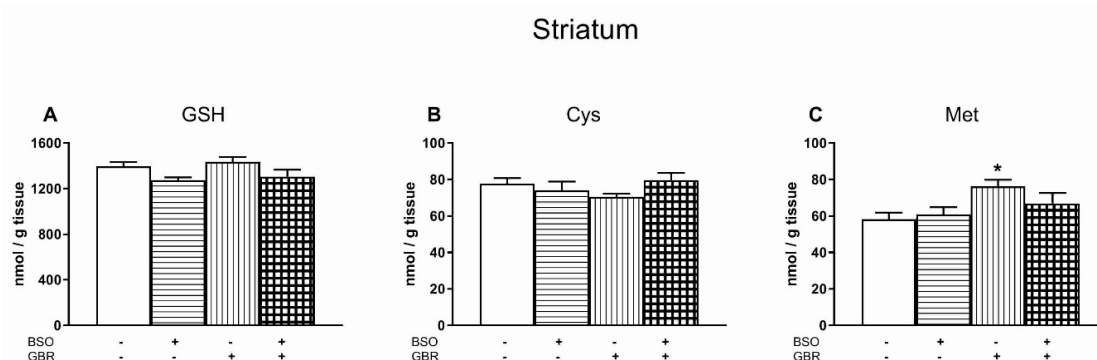 Striatum
A GSH
nmol / g tissue
1600
1200
800
400
0
BSO - + - +
GBR - - + +
B Cys
nmol / g tissue
100
80
60
40
20
0
BSO - + - +
GBR - - + +
C Met
nmol / g tissue
100
80
60
40
20
0
*
BSO - + - +
GBR - - + +